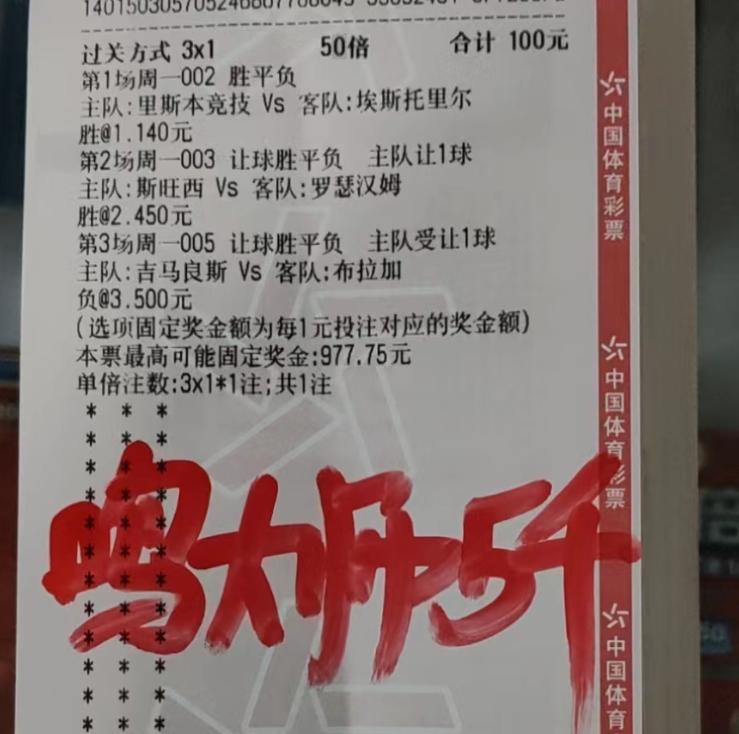 过关方式 3x1 50倍 合计 100元
第1场周一002 胜平负
主队:里斯本竞技 Vs 客队:埃斯托里尔
胜@1.140元
第2场周一003 让球胜平负 主队让1球
主队:斯旺西 Vs 客队:罗瑟汉姆
胜@2.450元
第3场周一005 让球胜平负 主队受让1球
主队:吉马良斯 Vs 客队:布拉加
负@3.500元
(选项固定奖金额为每1元投注对应的奖金额)
本票最高可能固定奖金:977.75元
单倍注数:3x1*1注;共1注
* * *
* * *
* * *
* * *
* * *
* * *
* * *
* * *
* * *
* * *
* * *
* * *
鸣大师5千
中国体育彩票
中国体育彩票
中国体育